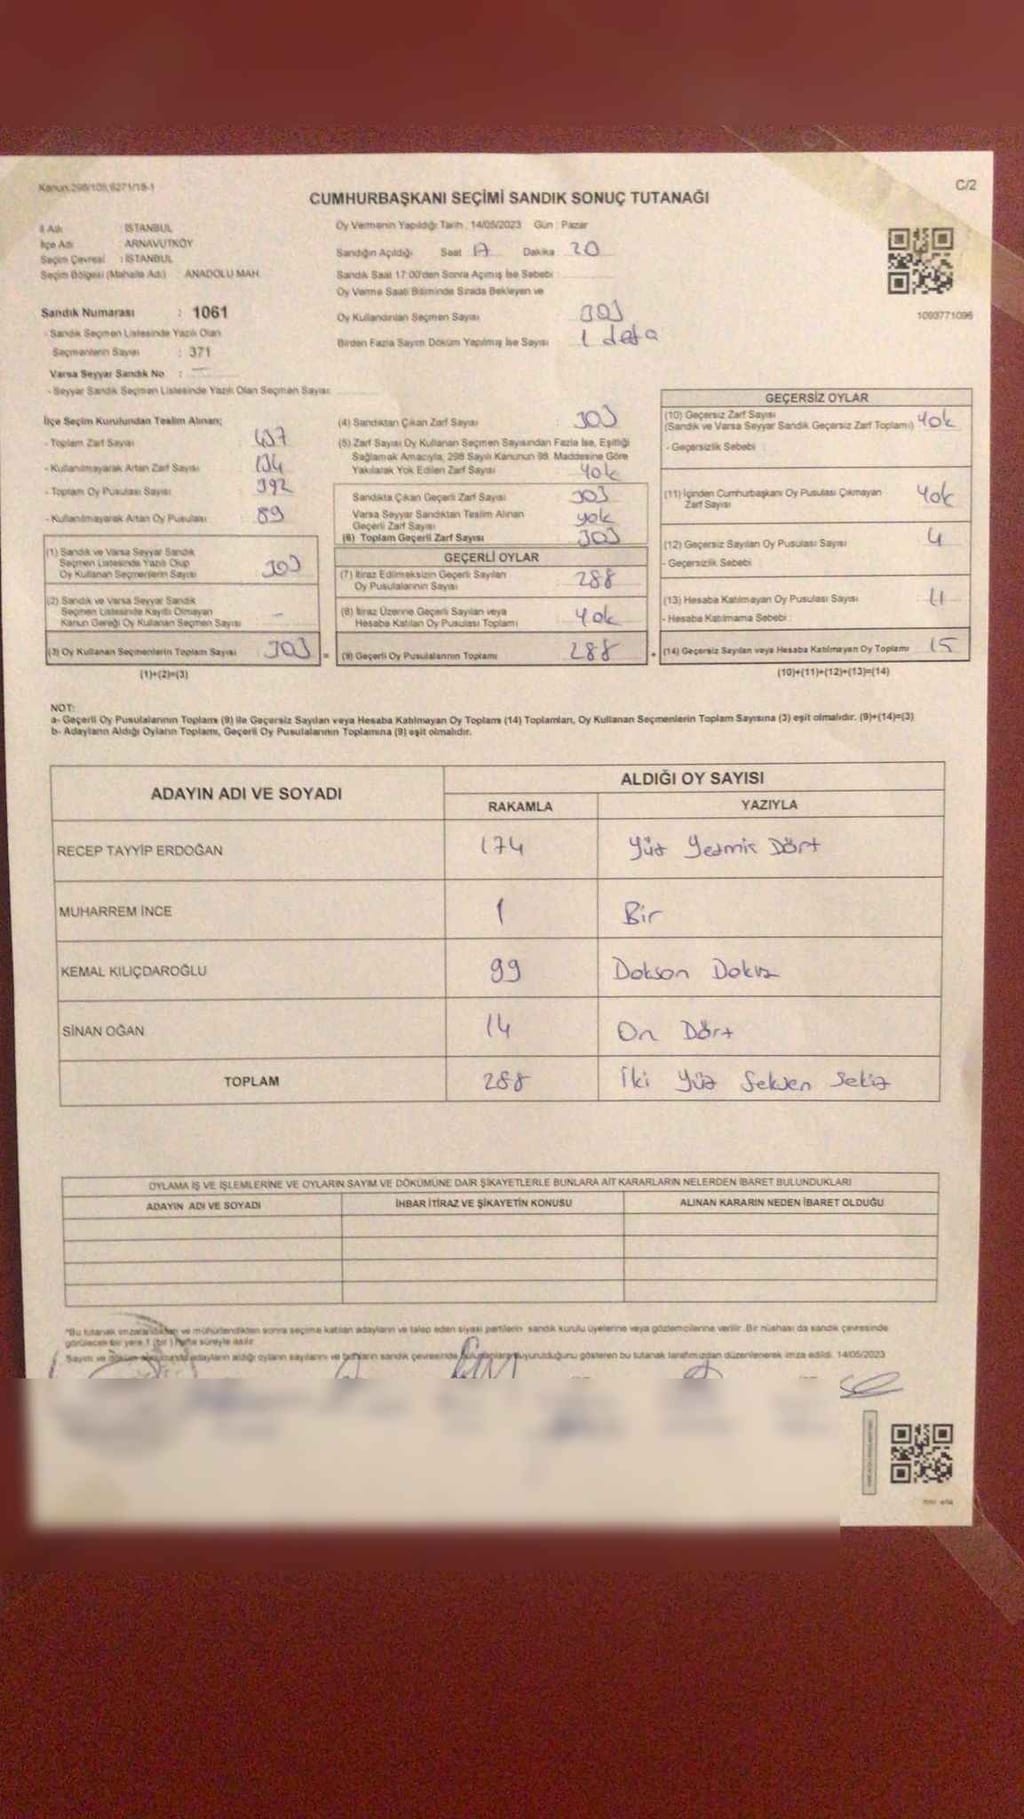 Kanun:298/105,6271/18-1
C/2
CUMHURBAŞKANI SEÇİMİ SANDIK SONUÇ TUTANAĞI
İl Adı : İSTANBUL
İlçe Adı : ARNAVUTKÖY
Seçim Çevresi : İSTANBUL
Seçim Bölgesi (Mahalle Adı) : ANADOLU MAH.
Oy Vermenin Yapıldığı Tarih : 14/05/2023 Gün : Pazar
Sandığın Açıldığı Saat 17 Dakika 20
Sandık Saat 17:00'den Sonra Açılmış İse Sebebi
Oy Verme Saati Bitiminde Sırada Bekleyen ve
Oy Kullandırılan Seçmen Sayısı 303
Birden Fazla Sayım Döküm Yapılmış İse Sayısı 1 defa
1093771096
Sandık Numarası : 1061
- Sandık Seçmen Listesinde Yazılı Olan
Seçmenlerin Sayısı : 371
Varsa Seyyar Sandık No : —
- Seyyar Sandık Seçmen Listesinde Yazılı Olan Seçmen Sayısı
İlçe Seçim Kurulundan Teslim Alınan;
- Toplam Zarf Sayısı 437
- Kullanılmayarak Artan Zarf Sayısı 134
- Toplam Oy Pusulası Sayısı 392
- Kullanılmayarak Artan Oy Pusulası 89
(1) Sandık ve Varsa Seyyar Sandık
Seçmen Listesinde Yazılı Olup
Oy Kullanan Seçmenlerin Sayısı 303
(2) Sandık ve Varsa Seyyar Sandık
Seçmen Listesinde Kayıtlı Olmayan
Kanun Gereği Oy Kullanan Seçmen Sayısı —
(3) Oy Kullanan Seçmenlerin Toplam Sayısı 303 =
(1)+(2)=(3)
(4) Sandıktan Çıkan Zarf Sayısı : 303
(5) Zarf Sayısı Oy Kullanan Seçmen Sayısından Fazla İse, Eşitliği
Sağlamak Amacıyla, 298 Sayılı Kanunun 98. Maddesine Göre
Yakılarak Yok Edilen Zarf Sayısı yok
Sandıkta Çıkan Geçerli Zarf Sayısı 303
Varsa Seyyar Sandıktan Teslim Alınan
Geçerli Zarf Sayısı yok
(6) Toplam Geçerli Zarf Sayısı 303
GEÇERLİ OYLAR
(7) İtiraz Edilmeksizin Geçerli Sayılan
Oy Pusulalarının Sayısı 288
(8) İtiraz Üzerine Geçerli Sayılan veya
Hesaba Katılan Oy Pusulası Toplamı yok
(9) Geçerli Oy Pusulalarının Toplamı 288 +
GEÇERSİZ OYLAR
(10) Geçersiz Zarf Sayısı
(Sandık ve Varsa Seyyar Sandık Geçersiz Zarf Toplamı) yok
- Geçersizlik Sebebi :
(11) İçinden Cumhurbaşkanı Oy Pusulası Çıkmayan
Zarf Sayısı yok
(12) Geçersiz Sayılan Oy Pusulası Sayısı 4
- Geçersizlik Sebebi
(13) Hesaba Katılmayan Oy Pusulası Sayısı 11
- Hesaba Katılmama Sebebi :
(14) Geçersiz Sayılan veya Hesaba Katılmayan Oy Toplamı 15
(10)+(11)+(12)+(13)=(14)
NOT:
a- Geçerli Oy Pusulalarının Toplamı (9) ile Geçersiz Sayılan veya Hesaba Katılmayan Oy Toplamı (14) Toplamları, Oy Kullanan Seçmenlerin Toplam Sayısına (3) eşit olmalıdır. (9)+(14)=(3)
b- Adayların Aldığı Oyların Toplamı, Geçerli Oy Pusulalarının Toplamına (9) eşit olmalıdır.
ADAYIN ADI VE SOYADI
ALDIĞI OY SAYISI
RAKAMLA YAZIYLA
RECEP TAYYİP ERDOĞAN 174 Yüz Yetmiş Dört
MUHARREM İNCE 1 Bir
KEMAL KILIÇDAROĞLU 99 Doksan Dokuz
SİNAN OĞAN 14 On Dört
TOPLAM 288 İki Yüz Seksen Sekiz
OYLAMA İŞ VE İŞLEMLERİNE VE OYLARIN SAYIM VE DÖKÜMÜNE DAİR ŞİKAYETLERLE BUNLARA AİT KARARLARIN NELERDEN İBARET BULUNDUKLARI
ADAYIN ADI VE SOYADI İHBAR İTİRAZ VE ŞİKAYETİN KONUSU ALINAN KARARIN NEDEN İBARET OLDUĞU
"Bu tutanak ve mühürlendikten sonra seçime katılan adayların ve talep eden siyasi partilerin sandık kurulu üyelerine veya gözlemcilerine verilir. Bir nüshası da sandık çevresinde
görülecek bir yere 1 (bir) hafta süreyle asılır
Sayım ve adayların aldığı oyların sayılarını ve sandık çevresinde duyurulduğunu gösteren bu tutanak tarafımızdan düzenlenerek imza edildi. 14/05/2023